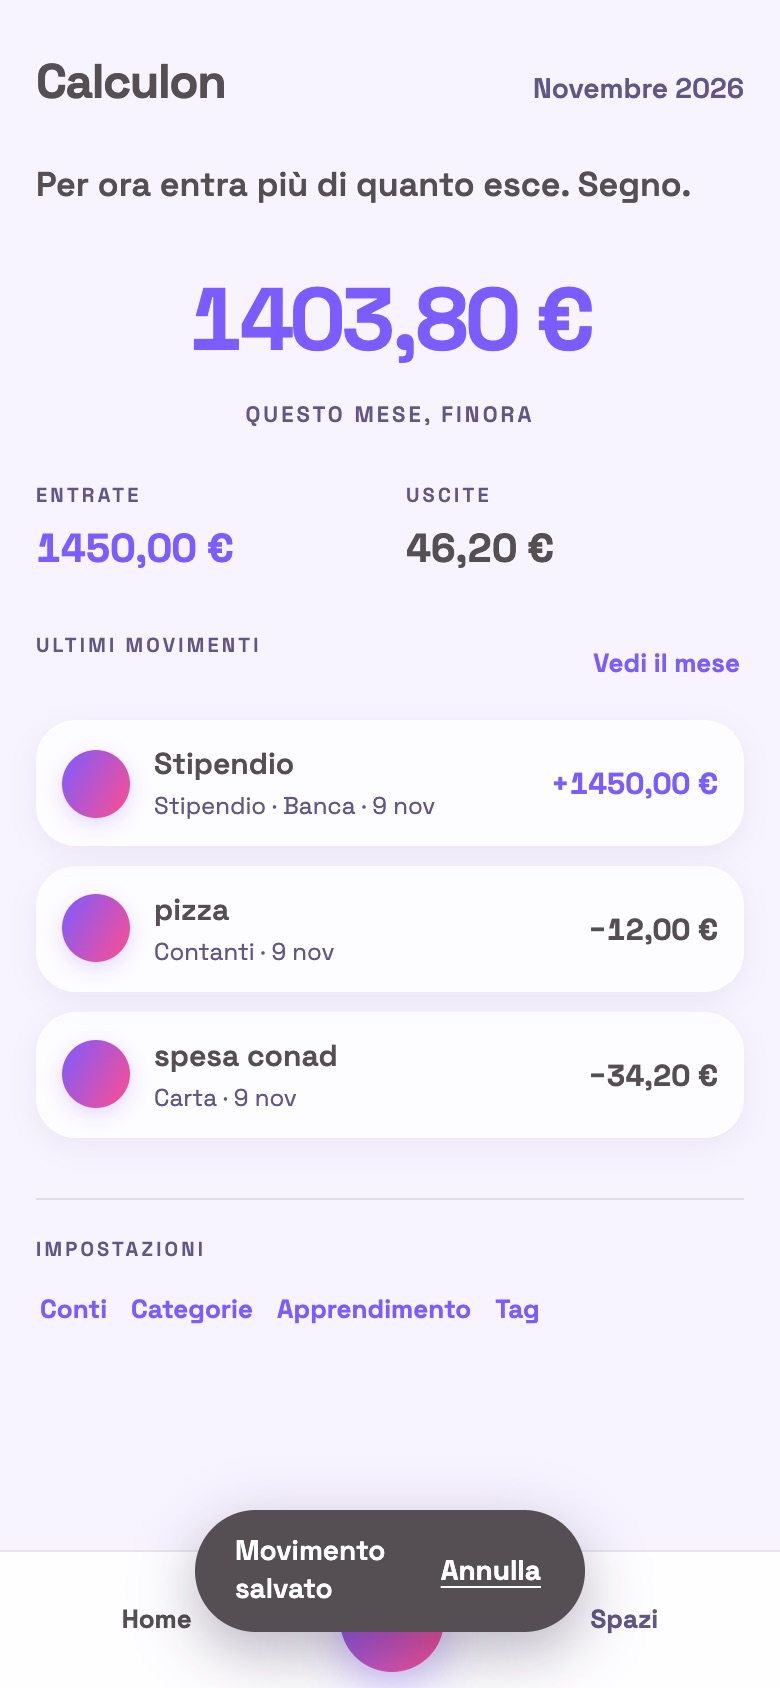 Calculon
Novembre 2026
Per ora entra più di quanto esce. Segno.
1403,80 €
QUESTO MESE, FINORA
ENTRATE
USCITE
1450,00 €
46,20 €
ULTIMI MOVIMENTI
Vedi il mese
Stipendio
+1450,00 €
Stipendio · Banca · 9 nov
pizza
−12,00 €
Contanti · 9 nov
spesa conad
−34,20 €
Carta · 9 nov
IMPOSTAZIONI
Conti Categorie Apprendimento Tag
Movimento
salvato
Annulla
Home
Spazi